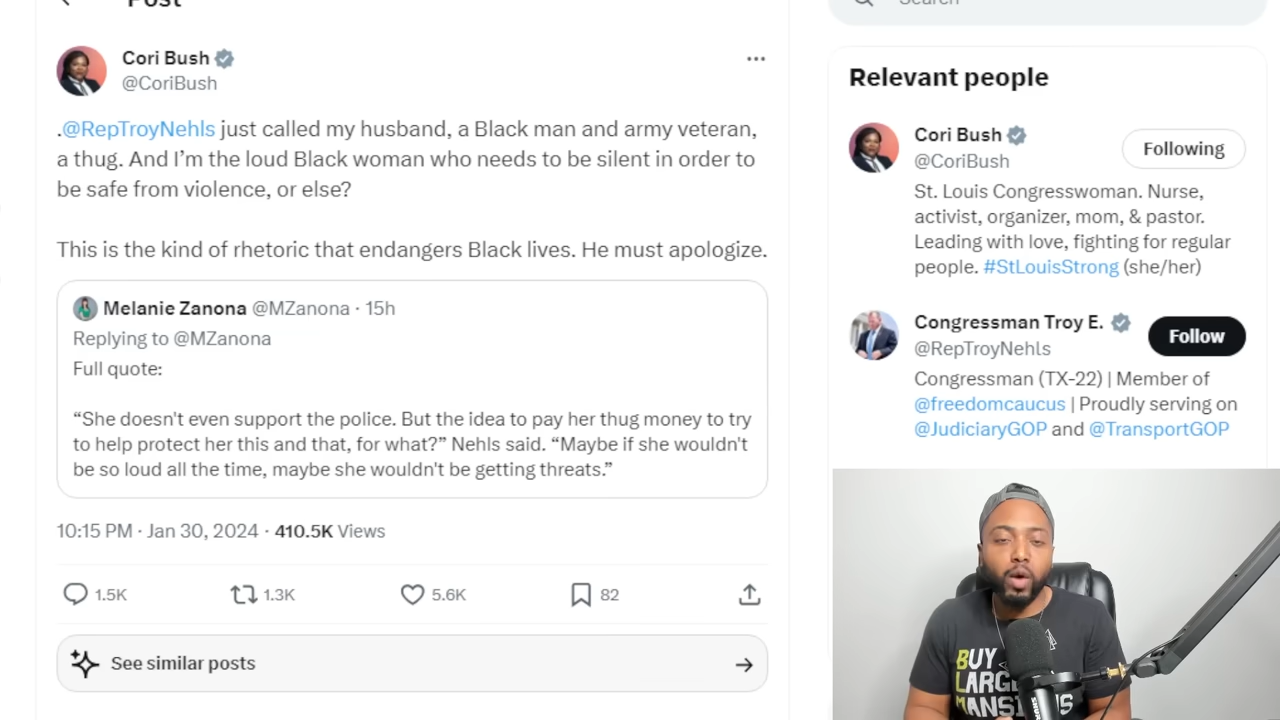 Post
Search
Cori Bush
@CoriBush
.@RepTroyNehls just called my husband, a Black man and army veteran,
a thug. And I’m the loud Black woman who needs to be silent in order to
be safe from violence, or else?
This is the kind of rhetoric that endangers Black lives. He must apologize.
Melanie Zanona @MZanona · 15h
Replying to @MZanona
Full quote:
“She doesn't even support the police. But the idea to pay her thug money to try
to help protect her this and that, for what?” Nehls said. “Maybe if she wouldn't
be so loud all the time, maybe she wouldn't be getting threats.”
10:15 PM · Jan 30, 2024 · 410.5K Views
1.5K 1.3K 5.6K 82
See similar posts
Relevant people
Cori Bush
@CoriBush
Following
St. Louis Congresswoman. Nurse,
activist, organizer, mom, & pastor.
Leading with love, fighting for regular
people. #StLouisStrong (she/her)
Congressman Troy E.
@RepTroyNehls
Follow
Congressman (TX-22) | Member of
@freedomcaucus | Proudly serving on
@JudiciaryGOP and @TransportGOP
BUY
LARGE
MANSIONS
SHURE